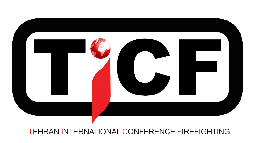 TiCF
TEHRAN INTERNATIONAL CONFERENCE FIREFIGHTING